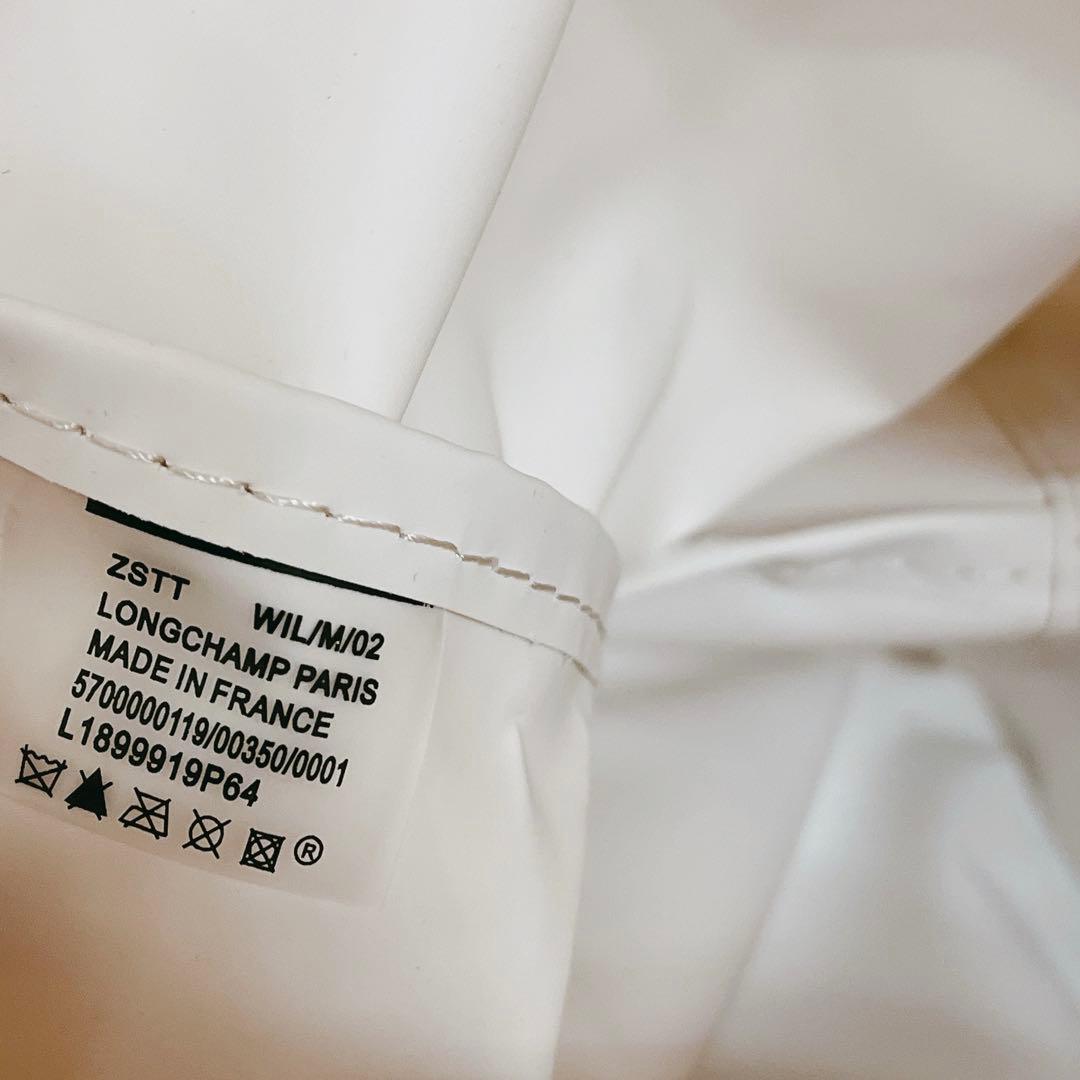 ZSTT WIL/M/02
LONGCHAMP PARIS
MADE IN FRANCE
5700000119/00350/0001
L1899919P64
®